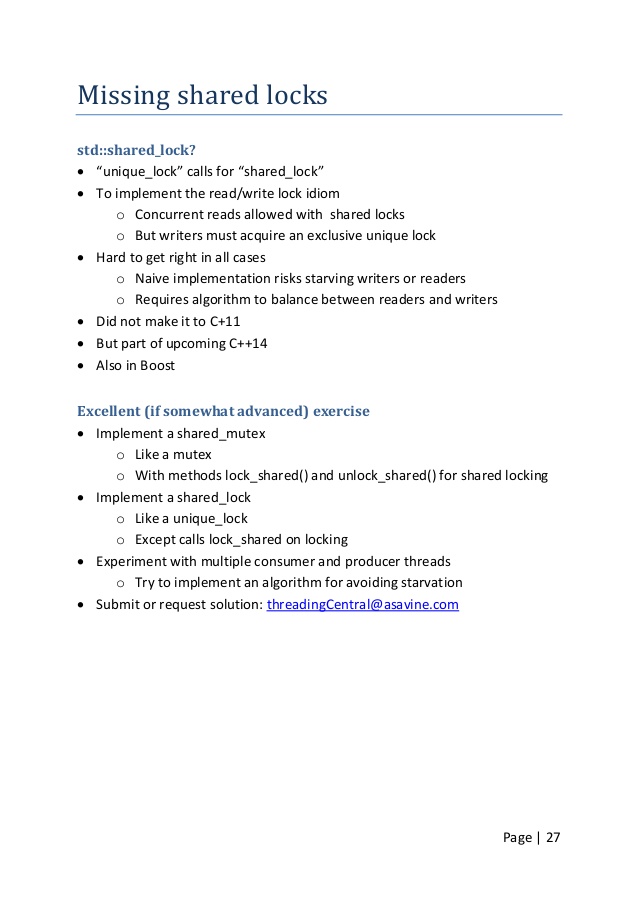 Missing shared locks
std::shared_lock?
• “unique_lock” calls for “shared_lock”
• To implement the read/write lock idiom
o Concurrent reads allowed with shared locks
o But writers must acquire an exclusive unique lock
• Hard to get right in all cases
o Naive implementation risks starving writers or readers
o Requires algorithm to balance between readers and writers
• Did not make it to C+11
• But part of upcoming C++14
• Also in Boost
Excellent (if somewhat advanced) exercise
• Implement a shared_mutex
o Like a mutex
o With methods lock_shared() and unlock_shared() for shared locking
• Implement a shared_lock
o Like a unique_lock
o Except calls lock_shared on locking
• Experiment with multiple consumer and producer threads
o Try to implement an algorithm for avoiding starvation
• Submit or request solution: threadingCentral@asavine.com
Page | 27